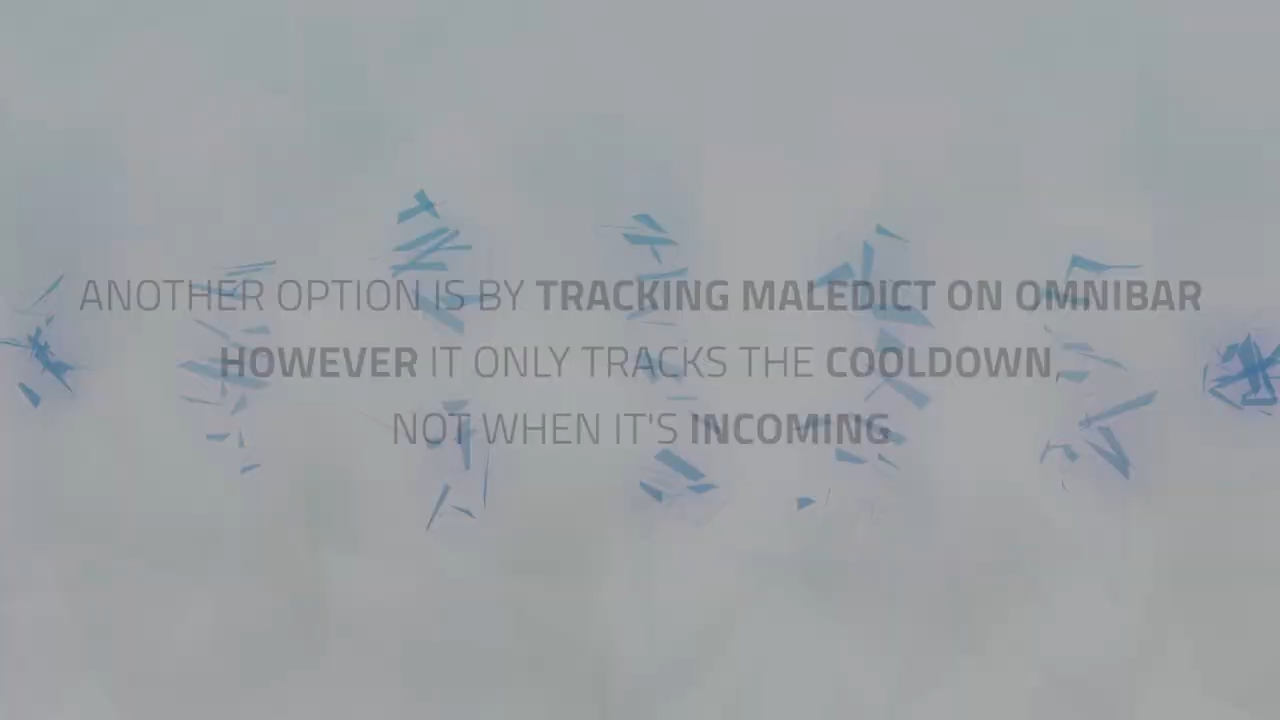 ANOTHER OPTION IS BY TRACKING MALEDICT ON OMNIBAR
HOWEVER IT ONLY TRACKS THE COOLDOWN,
NOT WHEN IT'S INCOMING